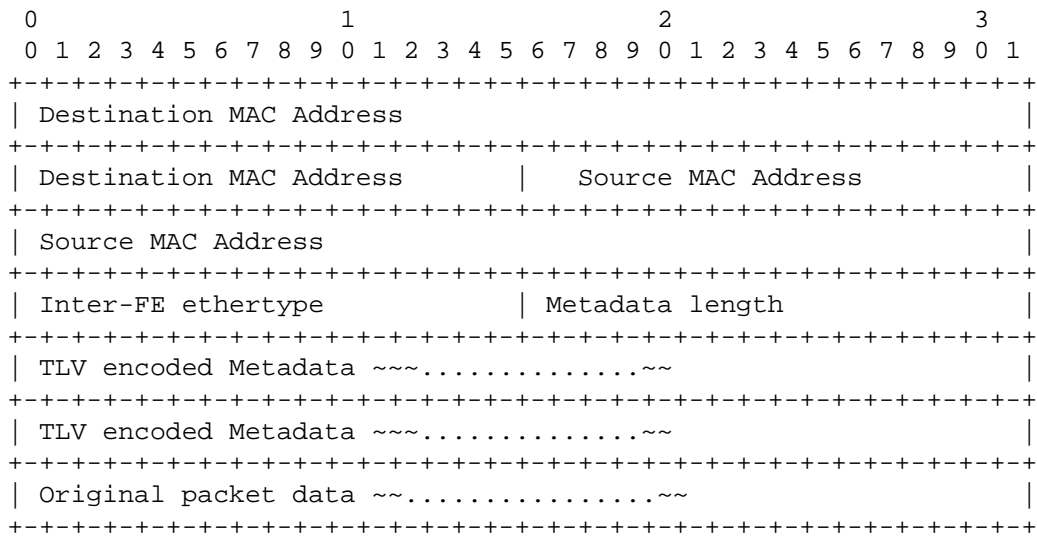 0                   1                   2                   3
0 1 2 3 4 5 6 7 8 9 0 1 2 3 4 5 6 7 8 9 0 1 2 3 4 5 6 7 8 9 0 1
+-+-+-+-+-+-+-+-+-+-+-+-+-+-+-+-+-+-+-+-+-+-+-+-+-+-+-+-+-+-+-+-+
| Destination MAC Address                                       |
+-+-+-+-+-+-+-+-+-+-+-+-+-+-+-+-+-+-+-+-+-+-+-+-+-+-+-+-+-+-+-+-+
| Destination MAC Address       |   Source MAC Address          |
+-+-+-+-+-+-+-+-+-+-+-+-+-+-+-+-+-+-+-+-+-+-+-+-+-+-+-+-+-+-+-+-+
| Source MAC Address                                            |
+-+-+-+-+-+-+-+-+-+-+-+-+-+-+-+-+-+-+-+-+-+-+-+-+-+-+-+-+-+-+-+-+
| Inter-FE ethertype            | Metadata length               |
+-+-+-+-+-+-+-+-+-+-+-+-+-+-+-+-+-+-+-+-+-+-+-+-+-+-+-+-+-+-+-+-+
| TLV encoded Metadata ~~~..............~~                      |
+-+-+-+-+-+-+-+-+-+-+-+-+-+-+-+-+-+-+-+-+-+-+-+-+-+-+-+-+-+-+-+-+
| TLV encoded Metadata ~~~..............~~                      |
+-+-+-+-+-+-+-+-+-+-+-+-+-+-+-+-+-+-+-+-+-+-+-+-+-+-+-+-+-+-+-+-+
| Original packet data ~~................~~                     |
+-+-+-+-+-+-+-+-+-+-+-+-+-+-+-+-+-+-+-+-+-+-+-+-+-+-+-+-+-+-+-+-+